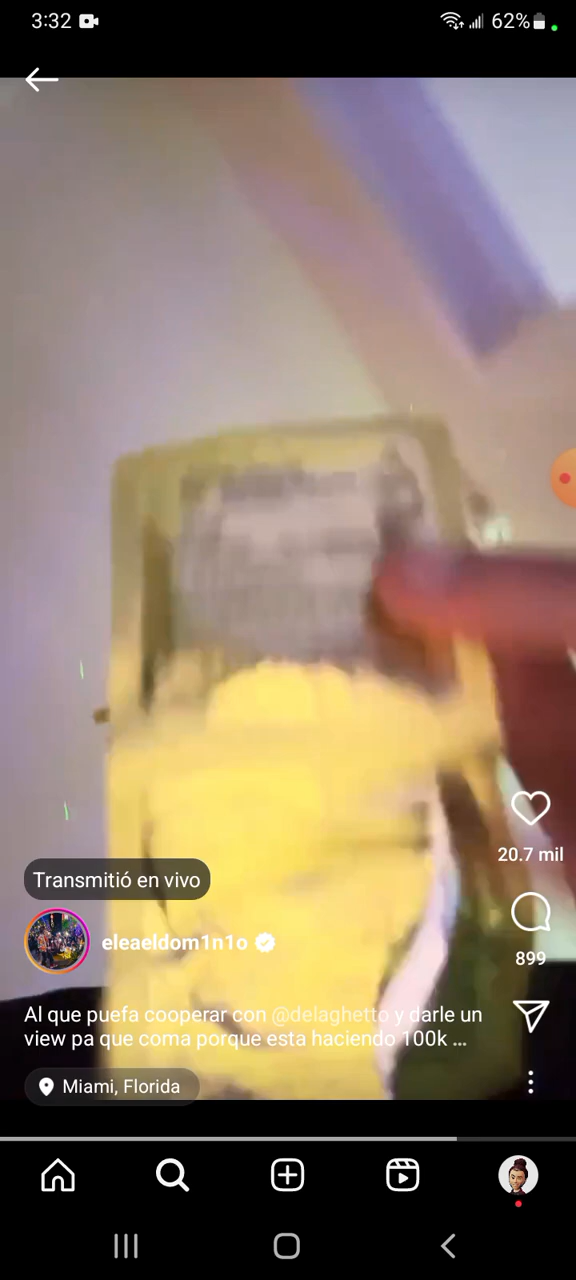 3:32
62%
Transmitió en vivo
eleaeldom1n1o
Al que puefa cooperar con @delaghetto y darle un
view pa que coma porque esta haciendo 100k ...
Miami, Florida
20.7 mil
899